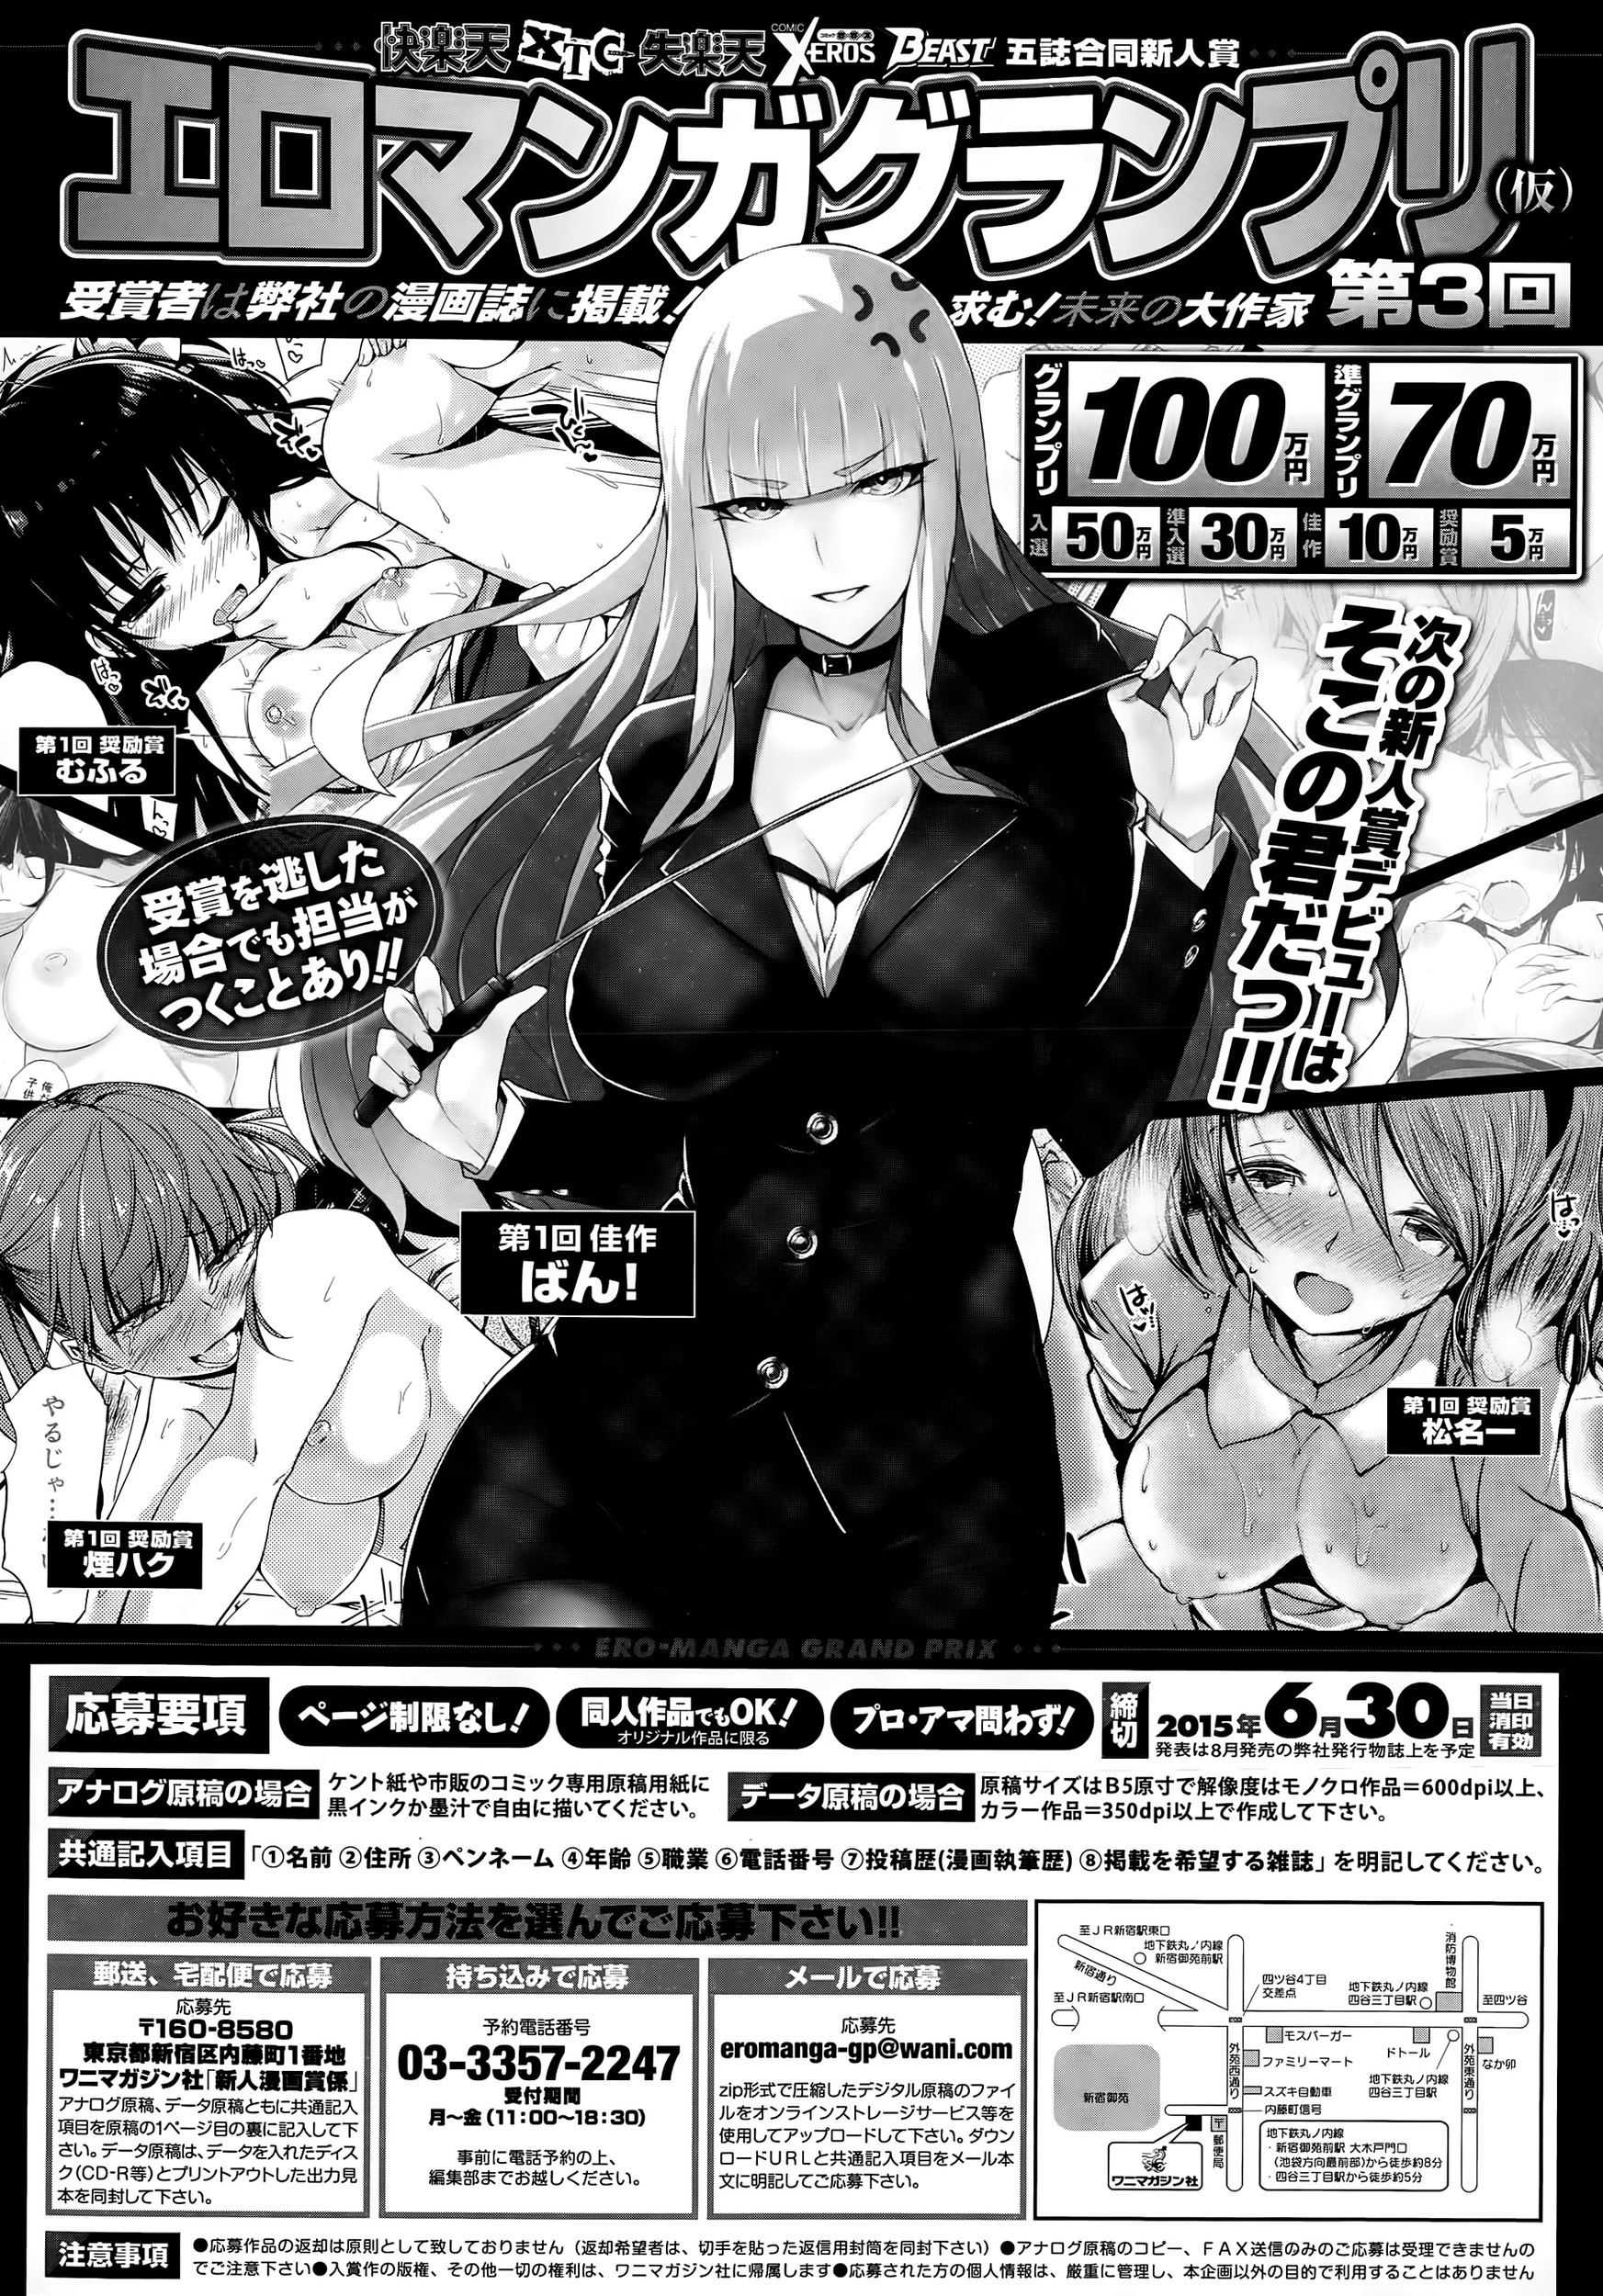 快楽天 XTC 失楽天 COMIC X-EROS BEAST 五誌合同新人賞
エロマンガグランプリ(仮)
受賞者は弊社の漫画誌に掲載!
求む!未来の大作家 第3回
グランプリ 100万円
準グランプリ 70万円
入選 50万円 準入選 30万円 佳作 10万円 奨励賞 5万円
次の新人賞デビューは
そこの君だっ!!
第1回 奨励賞
むふる
受賞を逃した
場合でも担当が
つくことあり!!
第1回 佳作
ばん!
第1回 奨励賞
松名一
はっ
はぁっ
やるじゃ…
第1回 奨励賞
煙ハク
ERO-MANGA GRAND PRIX
応募要項
ページ制限なし!
同人作品でもOK!
オリジナル作品に限る
プロ・アマ問わず!
締切 2015年6月30日 当日消印有効
発表は8月発売の弊社発行物誌上を予定
アナログ原稿の場合
ケント紙や市販のコミック専用原稿用紙に
黒インクか墨汁で自由に描いてください。
データ原稿の場合
原稿サイズはB5原寸で解像度はモノクロ作品=600dpi以上、
カラー作品=350dpi以上で作成して下さい。
共通記入項目 「①名前 ②住所 ③ペンネーム ④年齢 ⑤職業 ⑥電話番号 ⑦投稿歴(漫画執筆歴) ⑧掲載を希望する雑誌」を明記してください。
お好きな応募方法を選んでご応募下さい!!
郵送、宅配便で応募
応募先
〒160-8580
東京都新宿区内藤町1番地
ワニマガジン社「新人漫画賞係」
アナログ原稿、データ原稿ともに共通記入
項目を原稿の1ページ目の裏に記入して下
さい。データ原稿は、データを入れたディス
ク(CD-R等)とプリントアウトした出力見
本を同封して下さい。
持ち込みで応募
予約電話番号
03-3357-2247
受付期間
月~金(11:00~18:30)
事前に電話予約の上、
編集部までお越しください。
メールで応募
応募先
eromanga-gp@wani.com
zip形式で圧縮したデジタル原稿のファイ
ルをオンラインストレージサービス等を
使用してアップロードして下さい。ダウン
ロードURLと共通記入項目をメール本
文に明記してご応募下さい。
至JR新宿駅東口
地下鉄丸ノ内線
新宿御苑前駅
新宿通り
至JR新宿駅南口
四ツ谷4丁目
交差点
地下鉄丸ノ内線
四谷三丁目駅
消防博物館
至四ツ谷
モスバーガー
ドトール
ファミリーマート
なか卯
外苑西通り
外苑東通り
地下鉄丸ノ内線
四谷三丁目駅
新宿御苑
スズキ自動車
内藤町信号
〒郵便局
ワニマガジン社
地下鉄丸ノ内線
・新宿御苑前駅 大木戸門口
(池袋方向最前部)から徒歩約8分
・四谷三丁目駅から徒歩約5分
注意事項
●応募作品の返却は原則として致しておりません(返却希望者は、切手を貼った返信用封筒を同封下さい)●アナログ原稿のコピー、FAX送信のみのご応募は受理できませんの
でご注意下さい●入賞作の版権、その他一切の権利は、ワニマガジン社に帰属します●応募された方の個人情報は、厳重に管理し、本企画以外の目的で利用することはありません